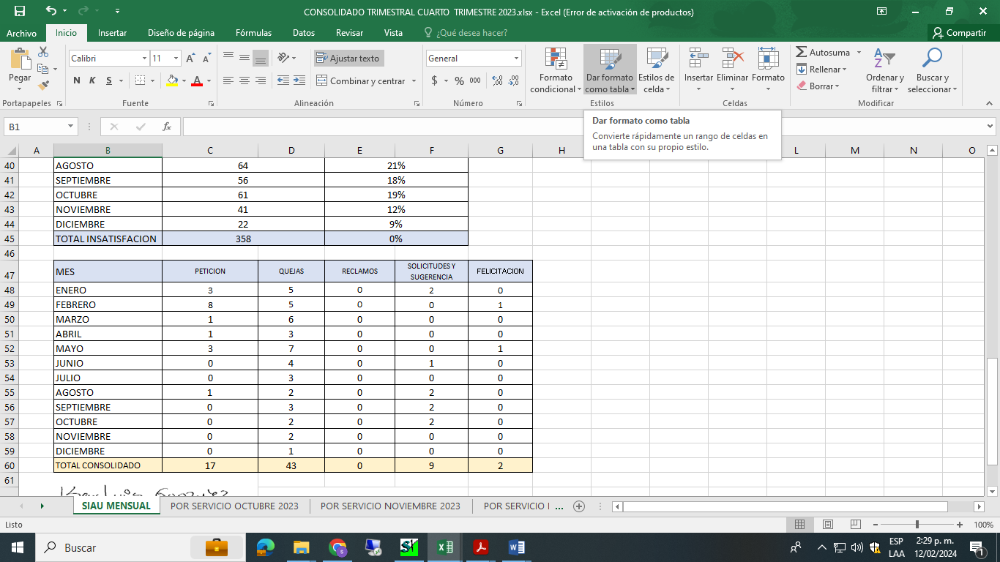 CONSOLIDADO TRIMESTRAL CUARTO  TRIMESTRE 2023.xlsx - Excel (Error de activación de productos)
Archivo Inicio Insertar Diseño de página Fórmulas Datos Revisar Vista ¿Qué desea hacer? Compartir
Pegar
Portapapeles
Calibri 11
N K S
Fuente
Ajustar texto
Combinar y centrar
Alineación
General
$ % 000
Número
Formato condicional
Dar formato como tabla
Estilos de celda
Estilos
Insertar Eliminar Formato
Celdas
Autosuma
Rellenar
Borrar
Ordenar y filtrar
Buscar y seleccionar
Modificar
B1 fx
Dar formato como tabla
Convierte rápidamente un rango de celdas en
una tabla con su propio estilo.
A B C D E F G H L M N O
40 AGOSTO 64 21%
41 SEPTIEMBRE 56 18%
42 OCTUBRE 61 19%
43 NOVIEMBRE 41 12%
44 DICIEMBRE 22 9%
45 TOTAL INSATISFACION 358 0%
46
47 MES PETICION QUEJAS RECLAMOS SOLICITUDES Y SUGERENCIA FELICITACION
48 ENERO 3 5 0 2 0
49 FEBRERO 8 5 0 0 1
50 MARZO 1 6 0 0 0
51 ABRIL 1 3 0 0 0
52 MAYO 3 7 0 0 1
53 JUNIO 0 4 0 1 0
54 JULIO 0 3 0 0 0
55 AGOSTO 1 2 0 2 0
56 SEPTIEMBRE 0 3 0 2 0
57 OCTUBRE 0 2 0 2 0
58 NOVIEMBRE 0 2 0 0 0
59 DICIEMBRE 0 1 0 0 0
60 TOTAL CONSOLIDADO 17 43 0 9 2
61
SIAU MENSUAL POR SERVICIO OCTUBRE 2023 POR SERVICIO NOVIEMBRE 2023 POR SERVICIO I ...
Listo 100%
Buscar
ESP
LAA
2:29 p. m.
12/02/2024
1